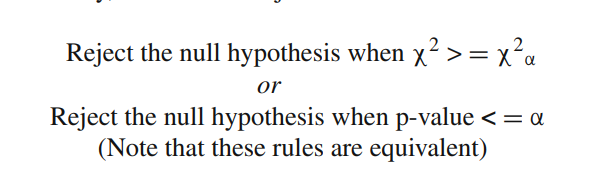 Reject the null hypothesis when χ² > = χ²α
or
Reject the null hypothesis when p-value < = α
(Note that these rules are equivalent)